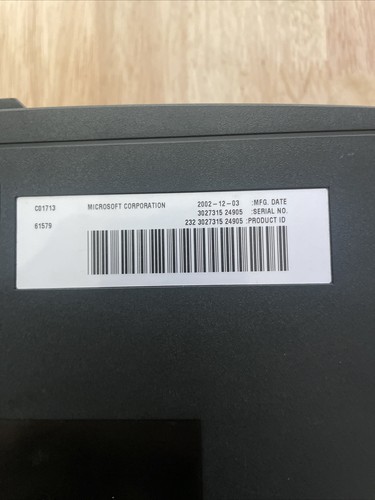 C01713 MICROSOFT CORPORATION 2002-12-03 :MFG. DATE
3027315 24905 :SERIAL NO.
61579 232 3027315 24905 :PRODUCT ID